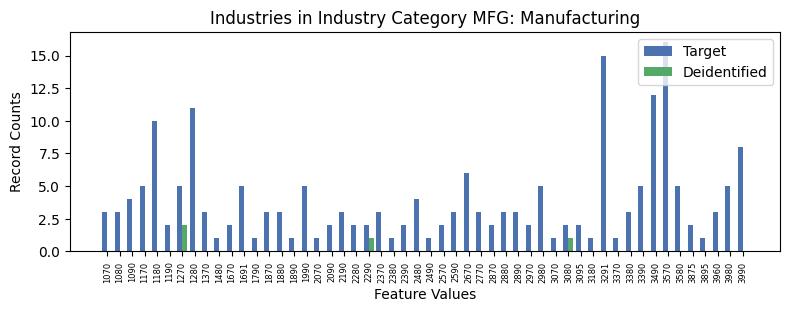 Industries in Industry Category MFG: Manufacturing
Record Counts
15.0
12.5
10.0
7.5
5.0
2.5
0.0
Target
Deidentified
1070 1080 1090 1170 1180 1190 1270 1280 1370 1480 1670 1691 1790 1870 1880 1890 1990 2070 2090 2190 2280 2290 2370 2380 2390 2480 2490 2570 2590 2670 2770 2870 2880 2890 2970 2980 3070 3080 3095 3180 3291 3370 3380 3390 3490 3570 3580 3875 3895 3960 3980 3990
Feature Values